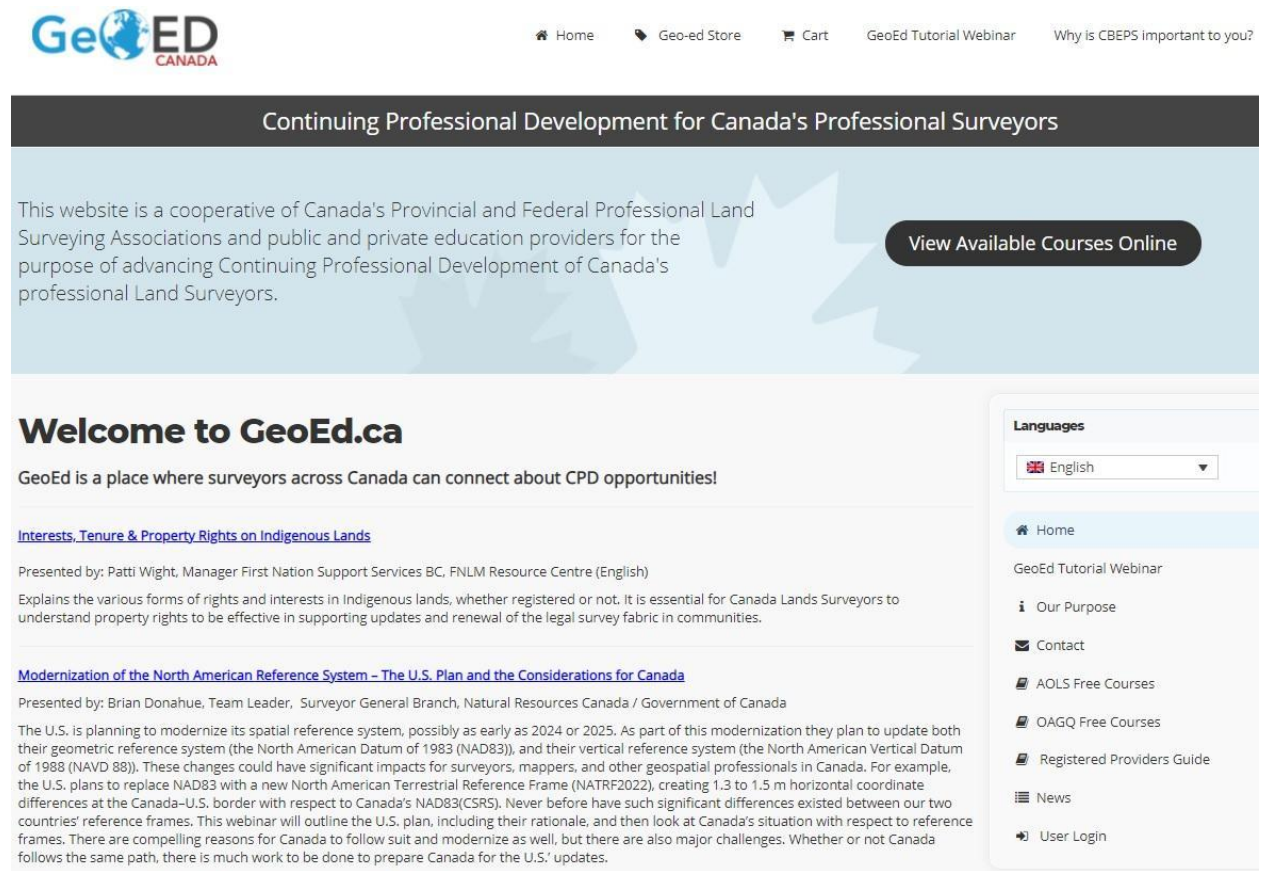 GeoED
CANADA
Home
Geo-ed Store
Cart
GeoEd Tutorial Webinar
Why is CBEPS important to you?
Continuing Professional Development for Canada's Professional Surveyors
This website is a cooperative of Canada's Provincial and Federal Professional Land
Surveying Associations and public and private education providers for the
purpose of advancing Continuing Professional Development of Canada's
professional Land Surveyors.
View Available Courses Online
Welcome to GeoEd.ca
GeoEd is a place where surveyors across Canada can connect about CPD opportunities!
Interests, Tenure & Property Rights on Indigenous Lands
Presented by: Patti Wight, Manager First Nation Support Services BC, FNLM Resource Centre (English)
Explains the various forms of rights and interests in Indigenous lands, whether registered or not. It is essential for Canada Lands Surveyors to
understand property rights to be effective in supporting updates and renewal of the legal survey fabric in communities.
Modernization of the North American Reference System – The U.S. Plan and the Considerations for Canada
Presented by: Brian Donahue, Team Leader, Surveyor General Branch, Natural Resources Canada / Government of Canada
The U.S. is planning to modernize its spatial reference system, possibly as early as 2024 or 2025. As part of this modernization they plan to update both
their geometric reference system (the North American Datum of 1983 (NAD83)), and their vertical reference system (the North American Vertical Datum
of 1988 (NAVD 88)). These changes could have significant impacts for surveyors, mappers, and other geospatial professionals in Canada. For example,
the U.S. plans to replace NAD83 with a new North American Terrestrial Reference Frame (NATRF2022), creating 1.3 to 1.5 m horizontal coordinate
differences at the Canada–U.S. border with respect to Canada's NAD83(CSRS). Never before have such significant differences existed between our two
countries' reference frames. This webinar will outline the U.S. plan, including their rationale, and then look at Canada's situation with respect to reference
frames. There are compelling reasons for Canada to follow suit and modernize as well, but there are also major challenges. Whether or not Canada
follows the same path, there is much work to be done to prepare Canada for the U.S.' updates.
Languages
English
Home
GeoEd Tutorial Webinar
Our Purpose
Contact
AOLS Free Courses
OAGQ Free Courses
Registered Providers Guide
News
User Login